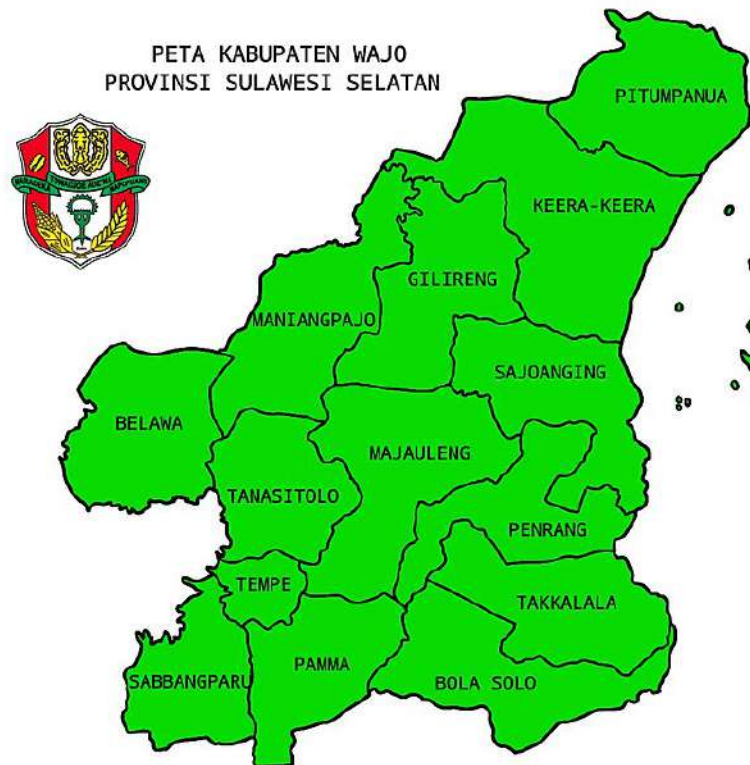 PETA KABUPATEN WAJO
PROVINSI SULAWESI SELATAN
PITUMPANUA
KEERA-KEERA
GILIRENG
MANIANGPAJO
SAJOANGING
BELAWA
MAJAULENG
TANASITOLO
PENRANG
TEMPE
TAKKALALA
PAMMA
SABBANGPARU
BOLA SOLO